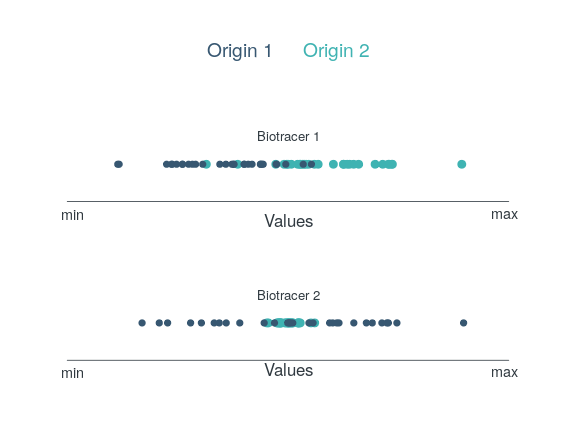 Origin 1 Origin 2
Biotracer 1
min max
Values
Biotracer 2
min max
Values